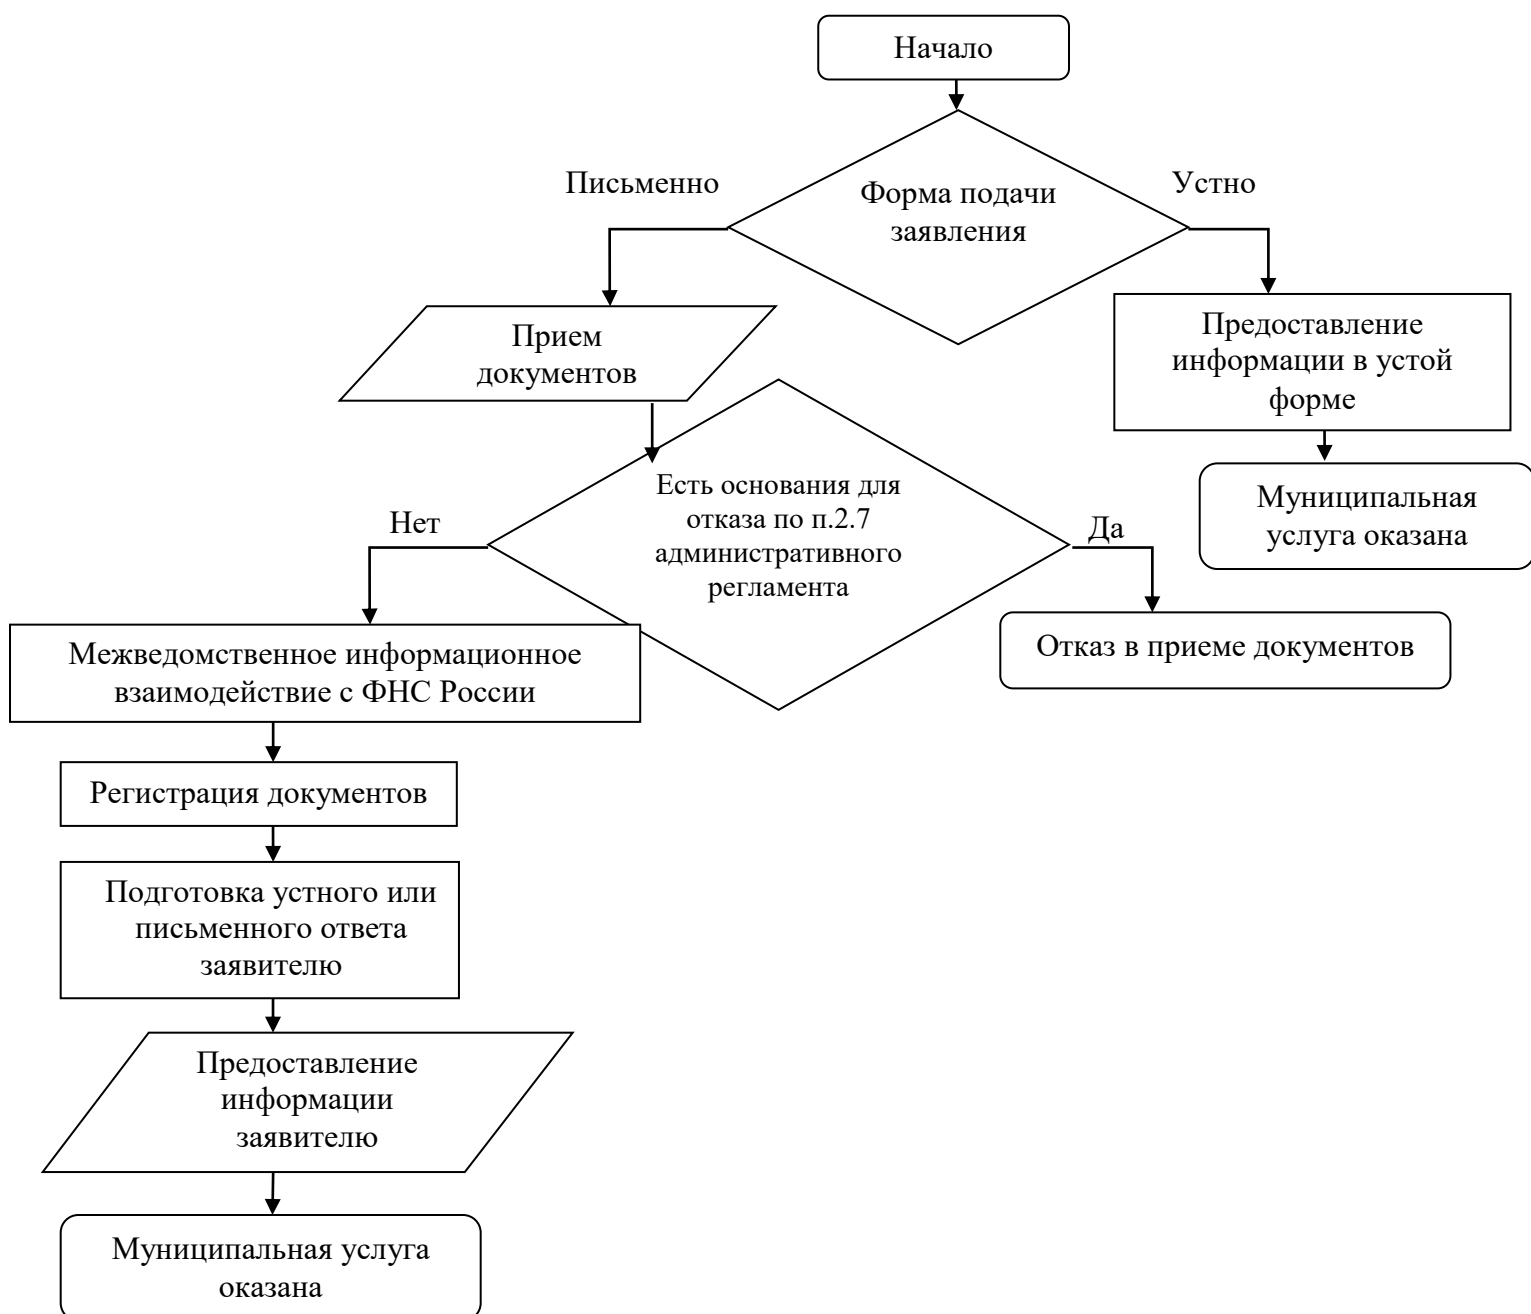 Начало
Письменно
Устно
Форма подачи
заявления
Прием
документов
Предоставление
информации в устой
форме
Муниципальная
услуга оказана
Есть основания для
отказа по п.2.7
административного
регламента
Нет
Да
Отказ в приеме документов
Межведомственное информационное
взаимодействие с ФНС России
Регистрация документов
Подготовка устного или
письменного ответа
заявителю
Предоставление
информации
заявителю
Муниципальная услуга
оказана